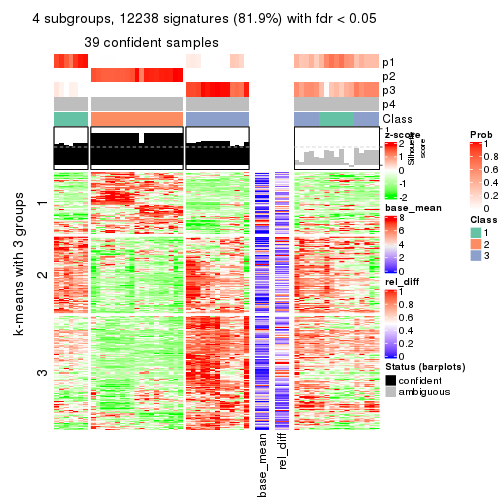 4 subgroups, 12238 signatures (81.9%) with fdr < 0.05
39 confident samples
p1
p2
p3
p4
Class
1
Silhouette
score
k-means with 3 groups
1
2
3
base_mean
rel_diff
z-score
2
1
0
-1
-2
base_mean
8
6
4
2
0
rel_diff
1
0.8
0.6
0.4
0.2
0
Status (barplots)
confident
ambiguous
Prob
1
0.8
0.6
0.4
0.2
0
Class
1
2
3